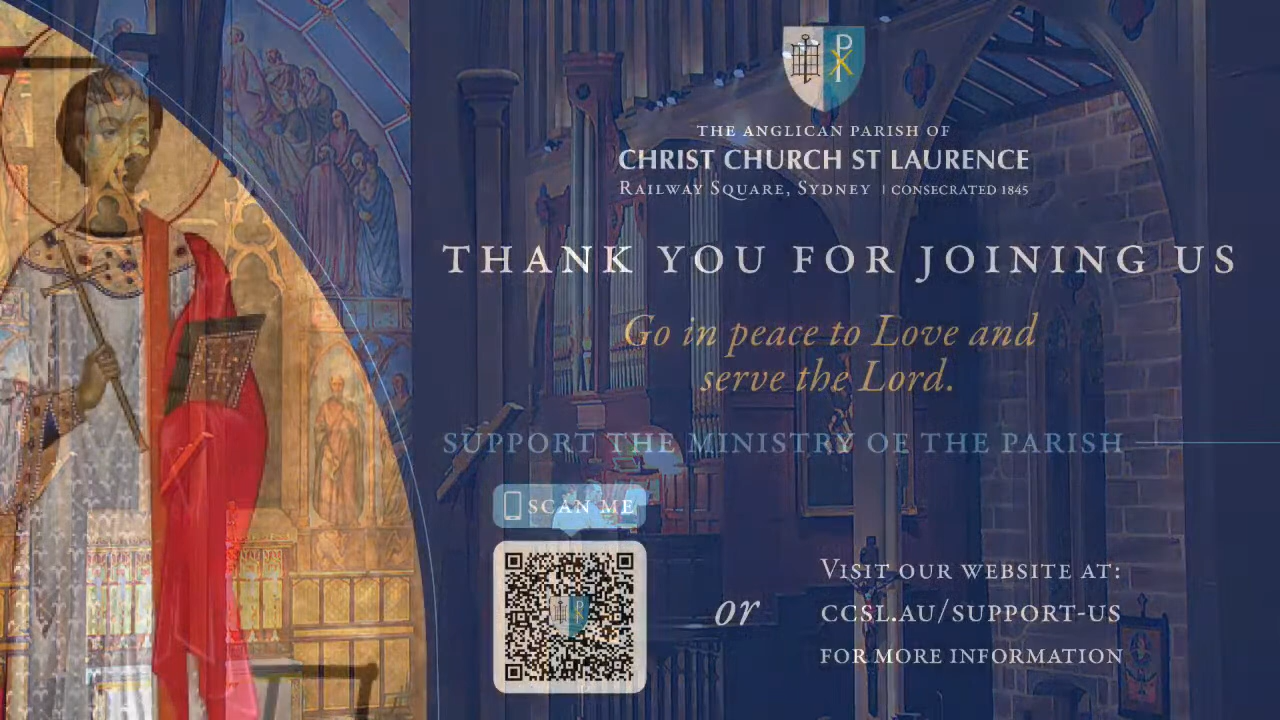 THE ANGLICAN PARISH OF
CHRIST CHURCH ST LAURENCE
RAILWAY SQUARE, SYDNEY | CONSECRATED 1845
THANK YOU FOR JOINING US
Go in peace to Love and
serve the Lord.
SUPPORT THE MINISTRY OF THE PARISH
SCAN ME
or
VISIT OUR WEBSITE AT:
CCSL.AU/SUPPORT-US
FOR MORE INFORMATION